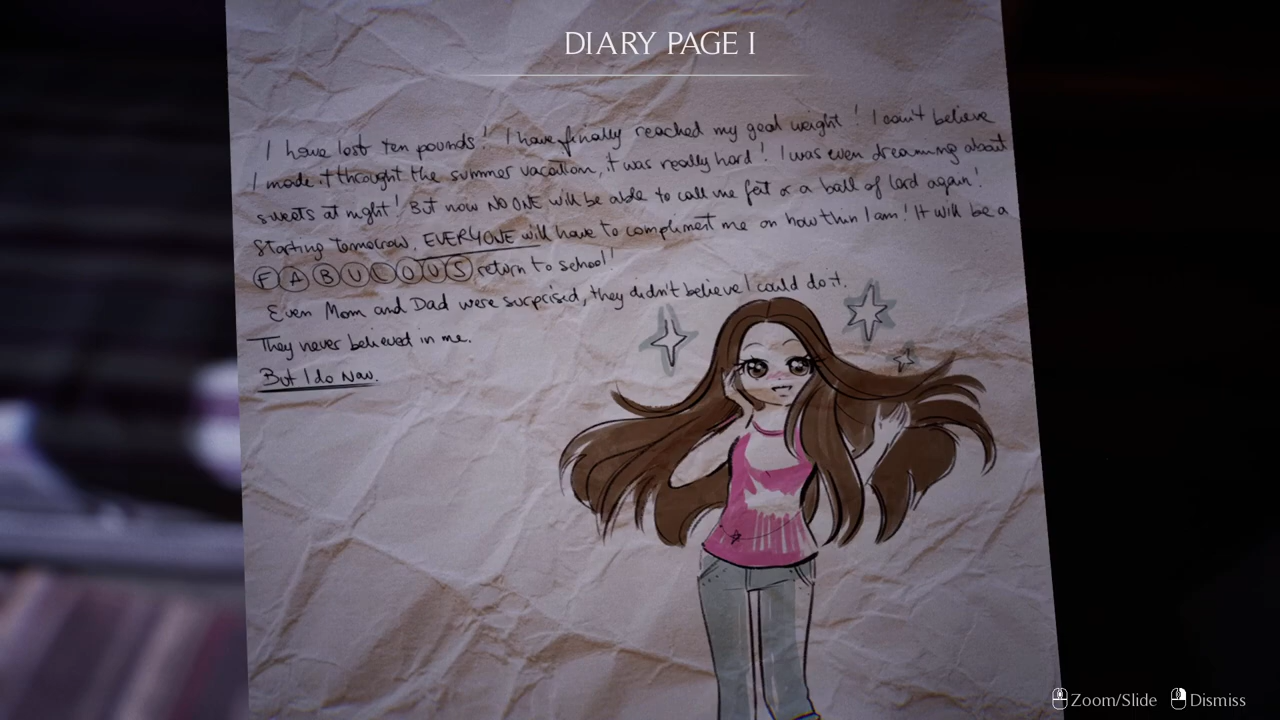 DIARY PAGE I
I have lost ten pounds! I have finally reached my goal weight! I can't believe
I made it throught the summer vacation, it was really hard! I was even dreaming about
sweets at night! But now NO ONE will be able to call me fat or a ball of lard again!
Starting tomorrow, EVERYONE will have to compliment me on how thin I am! It will be a
FABULOUS return to school!
Even Mom and Dad were surprised, they didn't believe I could do it.
They never believed in me.
But I do now.
Zoom/Slide Dismiss